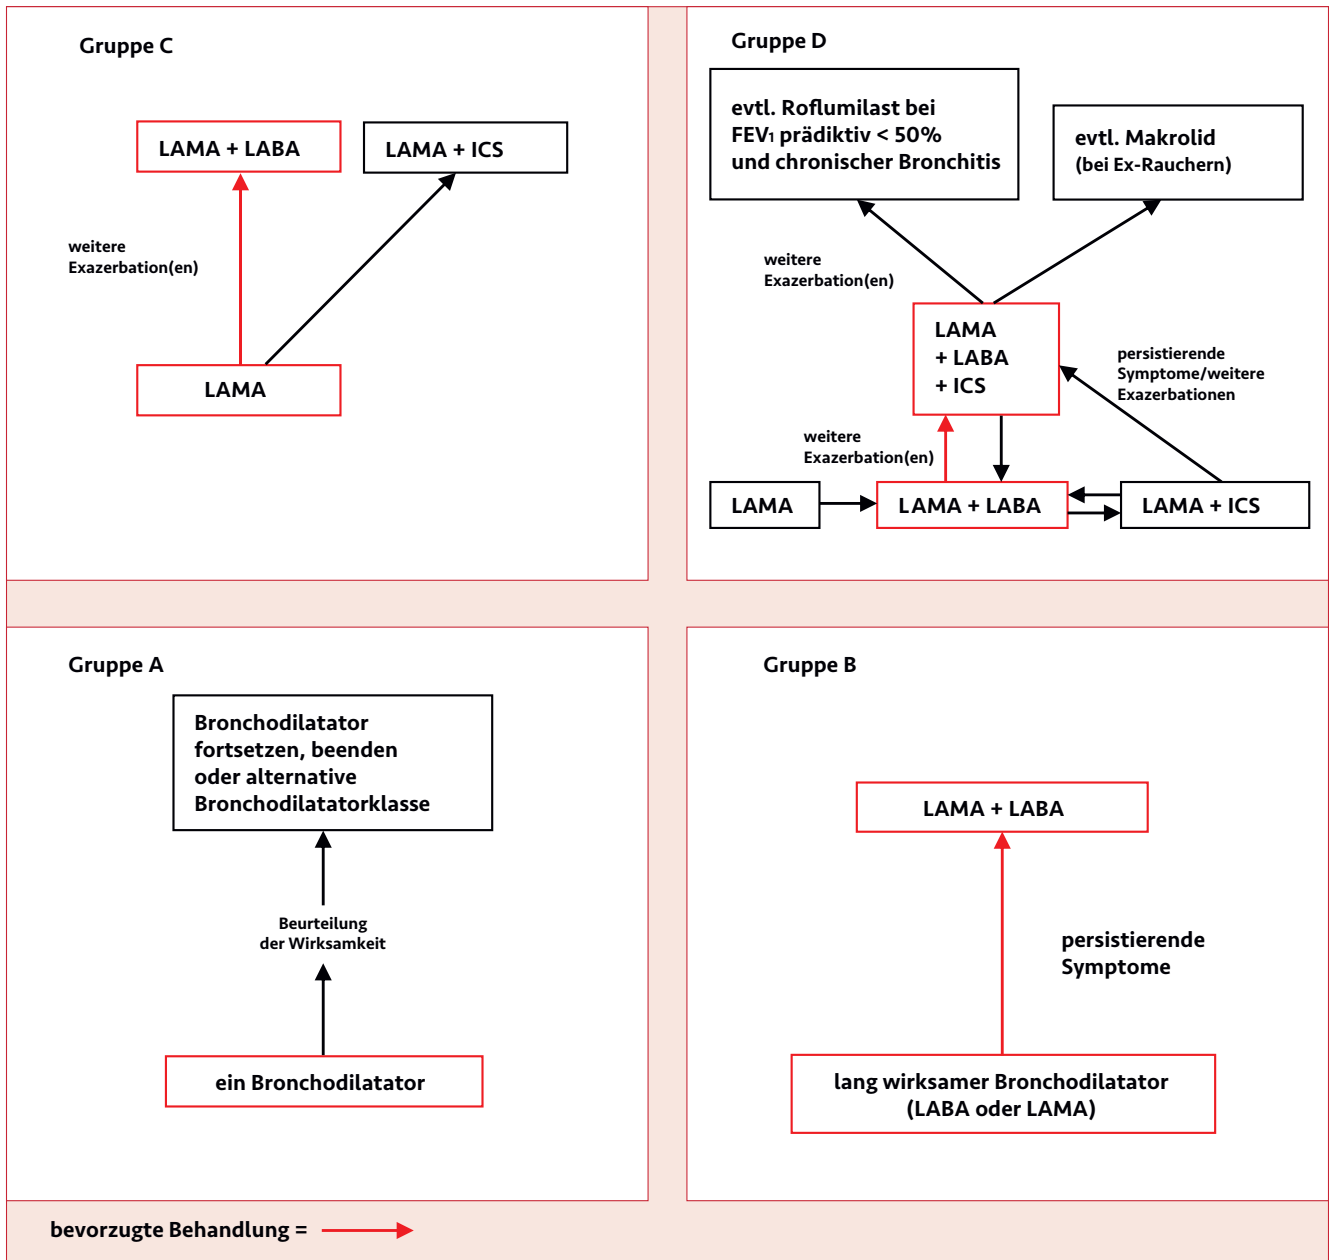 Gruppe C
LAMA + LABA
LAMA + ICS
weitere
Exazerbation(en)
LAMA
Gruppe D
evtl. Roflumilast bei
FEV₁ prädiktiv < 50%
und chronischer Bronchitis
evtl. Makrolid
(bei Ex-Rauchern)
weitere
Exazerbation(en)
LAMA
+ LABA
+ ICS
persistierende
Symptome/weitere
Exazerbationen
weitere
Exazerbation(en)
LAMA
LAMA + LABA
LAMA + ICS
Gruppe A
Bronchodilatator
fortsetzen, beenden
oder alternative
Bronchodilatatorklasse
Beurteilung
der Wirksamkeit
ein Bronchodilatator
Gruppe B
LAMA + LABA
persistierende
Symptome
lang wirksamer Bronchodilatator
(LABA oder LAMA)
bevorzugte Behandlung =